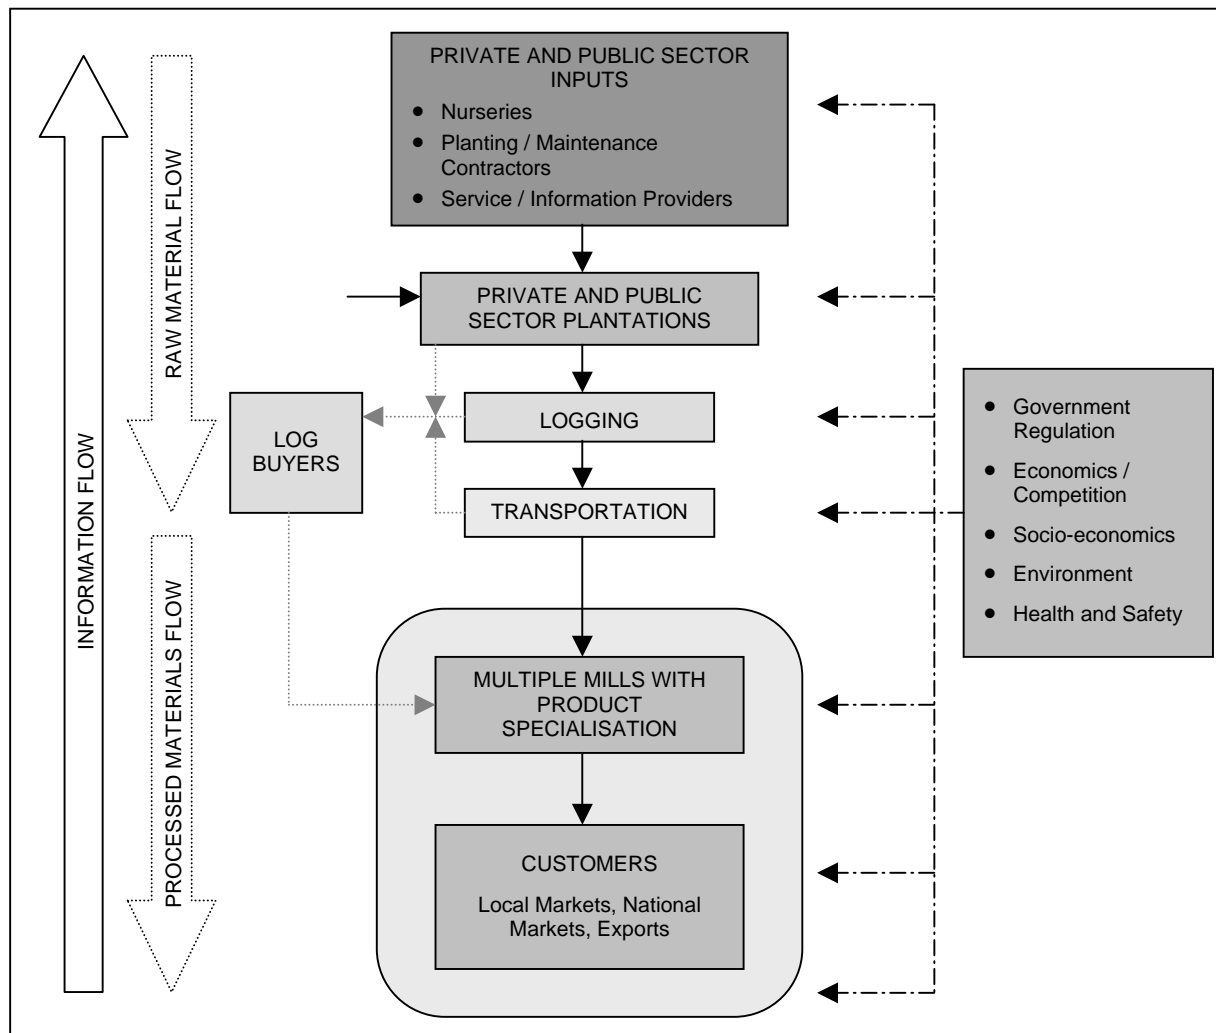 PRIVATE AND PUBLIC SECTOR
INPUTS
● Nurseries
● Planting / Maintenance
Contractors
● Service / Information Providers
INFORMATION FLOW
RAW MATERIAL FLOW
PROCESSED MATERIALS FLOW
PRIVATE AND PUBLIC
SECTOR PLANTATIONS
LOG
BUYERS
LOGGING
TRANSPORTATION
MULTIPLE MILLS WITH
PRODUCT
SPECIALISATION
CUSTOMERS
Local Markets, National
Markets, Exports
● Government
Regulation
● Economics /
Competition
● Socio-economics
● Environment
● Health and Safety